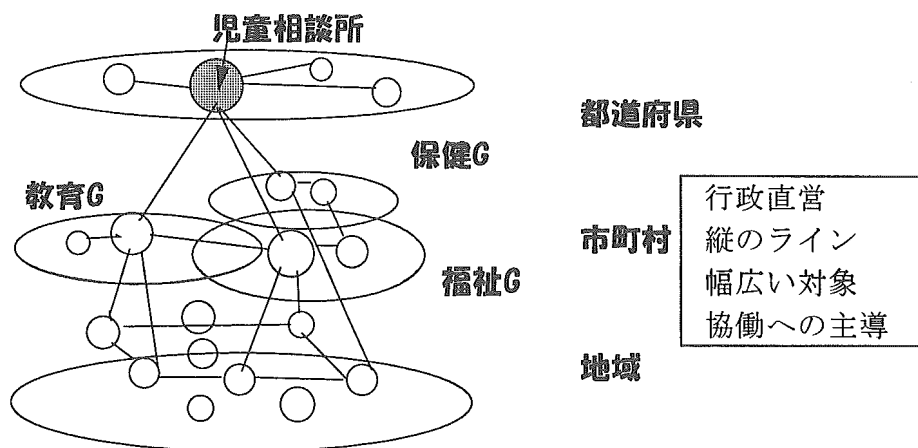 児童相談所
都道府県
保健G
教育G
市町村
行政直営
縦のライン
幅広い対象
協働への主導
福祉G
地域